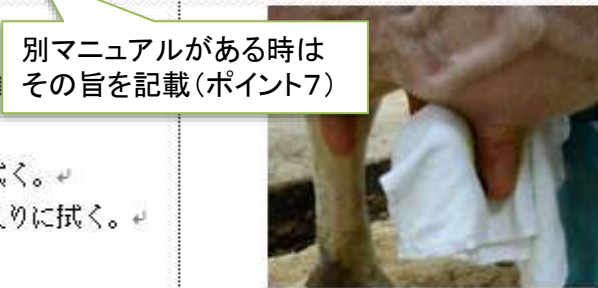 別マニュアルがある時は
その旨を記載（ポイント７）
く。
りに拭く。